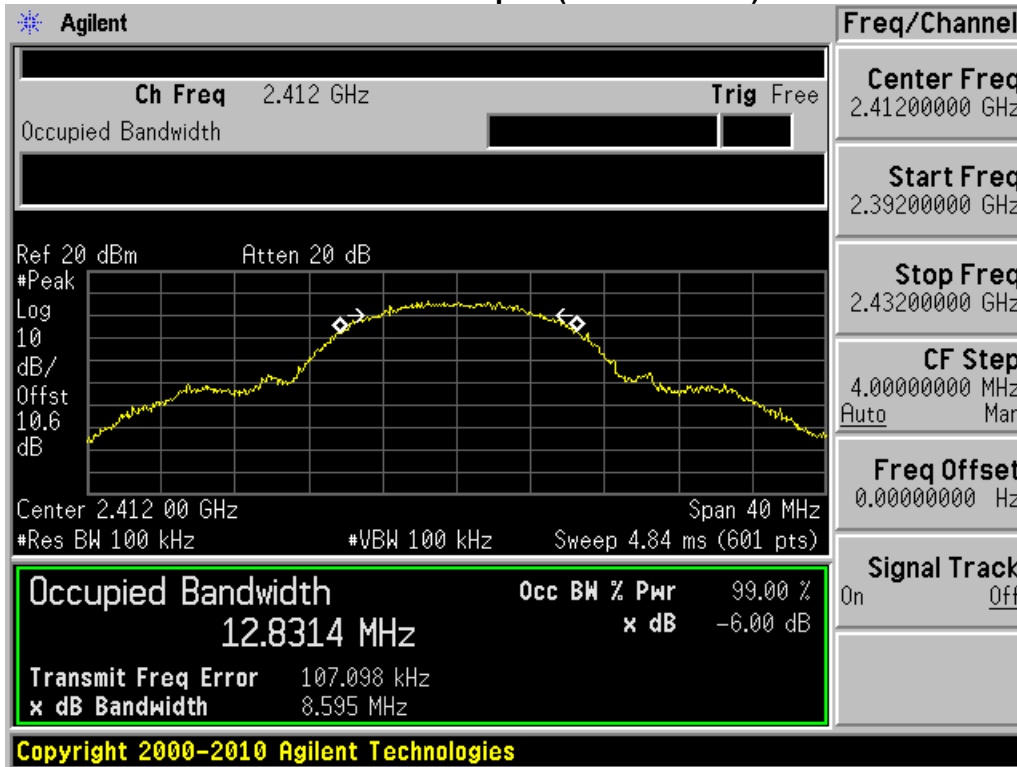 Agilent
Freq/Channel
Ch Freq 2.412 GHz Trig Free
Occupied Bandwidth
Center Freq
2.41200000 GHz
Start Freq
2.39200000 GHz
Stop Freq
2.43200000 GHz
CF Step
4.00000000 MHz
Auto Man
Freq Offset
0.00000000 Hz
Signal Track
On Off
Ref 20 dBm Atten 20 dB
#Peak
Log
10
dB/
Offst
10.6
dB
Center 2.412 00 GHz Span 40 MHz
#Res BW 100 kHz #VBW 100 kHz Sweep 4.84 ms (601 pts)
Occupied Bandwidth Occ BW % Pwr 99.00 %
12.8314 MHz x dB -6.00 dB
Transmit Freq Error 107.098 kHz
x dB Bandwidth 8.595 MHz
Copyright 2000-2010 Agilent Technologies